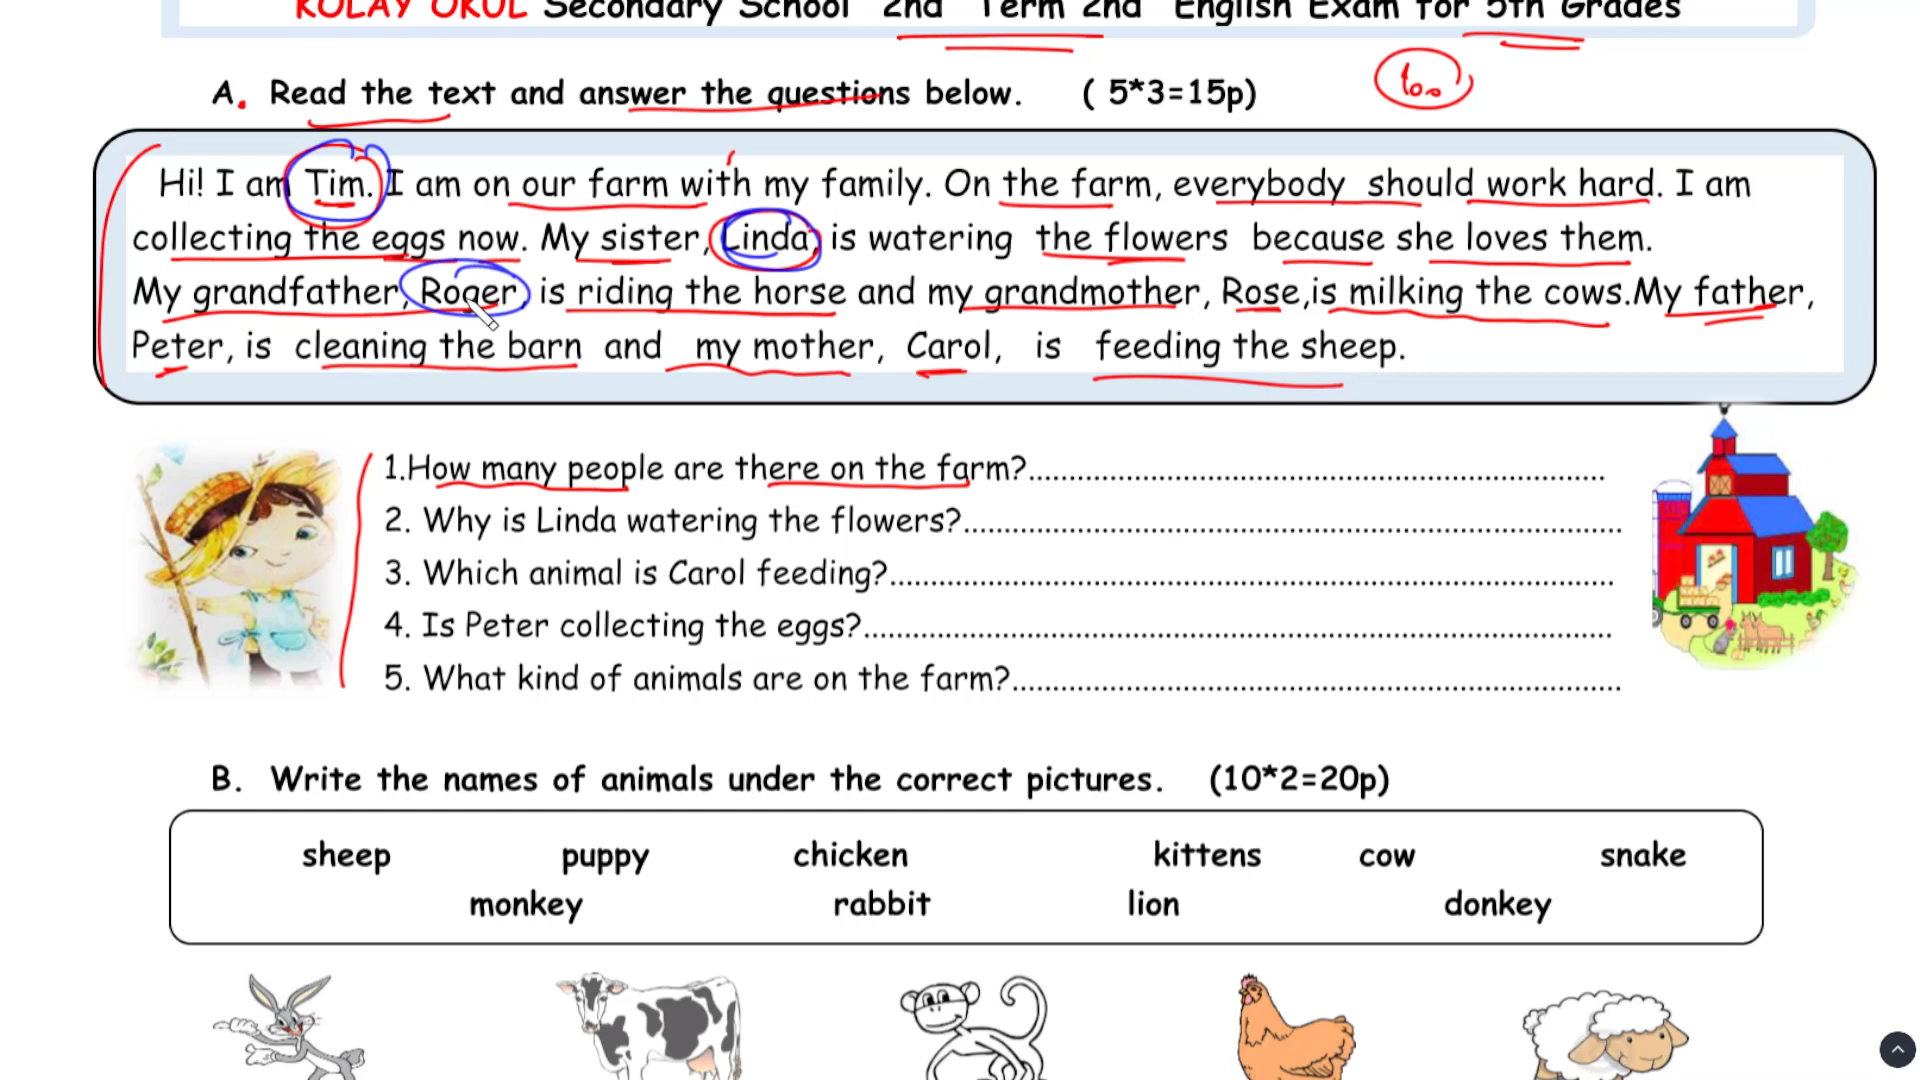 KOLAY OKUL Secondary School 2nd Term 2nd English Exam for 5th Grades
A. Read the text and answer the questions below. ( 5*3=15p)
100
Hi! I am Tim. I am on our farm with my family. On the farm, everybody should work hard. I am
collecting the eggs now. My sister, Linda, is watering the flowers because she loves them.
My grandfather, Roger, is riding the horse and my grandmother, Rose,is milking the cows.My father,
Peter, is cleaning the barn and my mother, Carol, is feeding the sheep.
1.How many people are there on the farm?........................................................................
2. Why is Linda watering the flowers?..................................................................................
3. Which animal is Carol feeding?..........................................................................................
4. Is Peter collecting the eggs?..............................................................................................
5. What kind of animals are on the farm?............................................................................
B. Write the names of animals under the correct pictures. (10*2=20p)
sheep puppy chicken kittens cow snake
monkey rabbit lion donkey